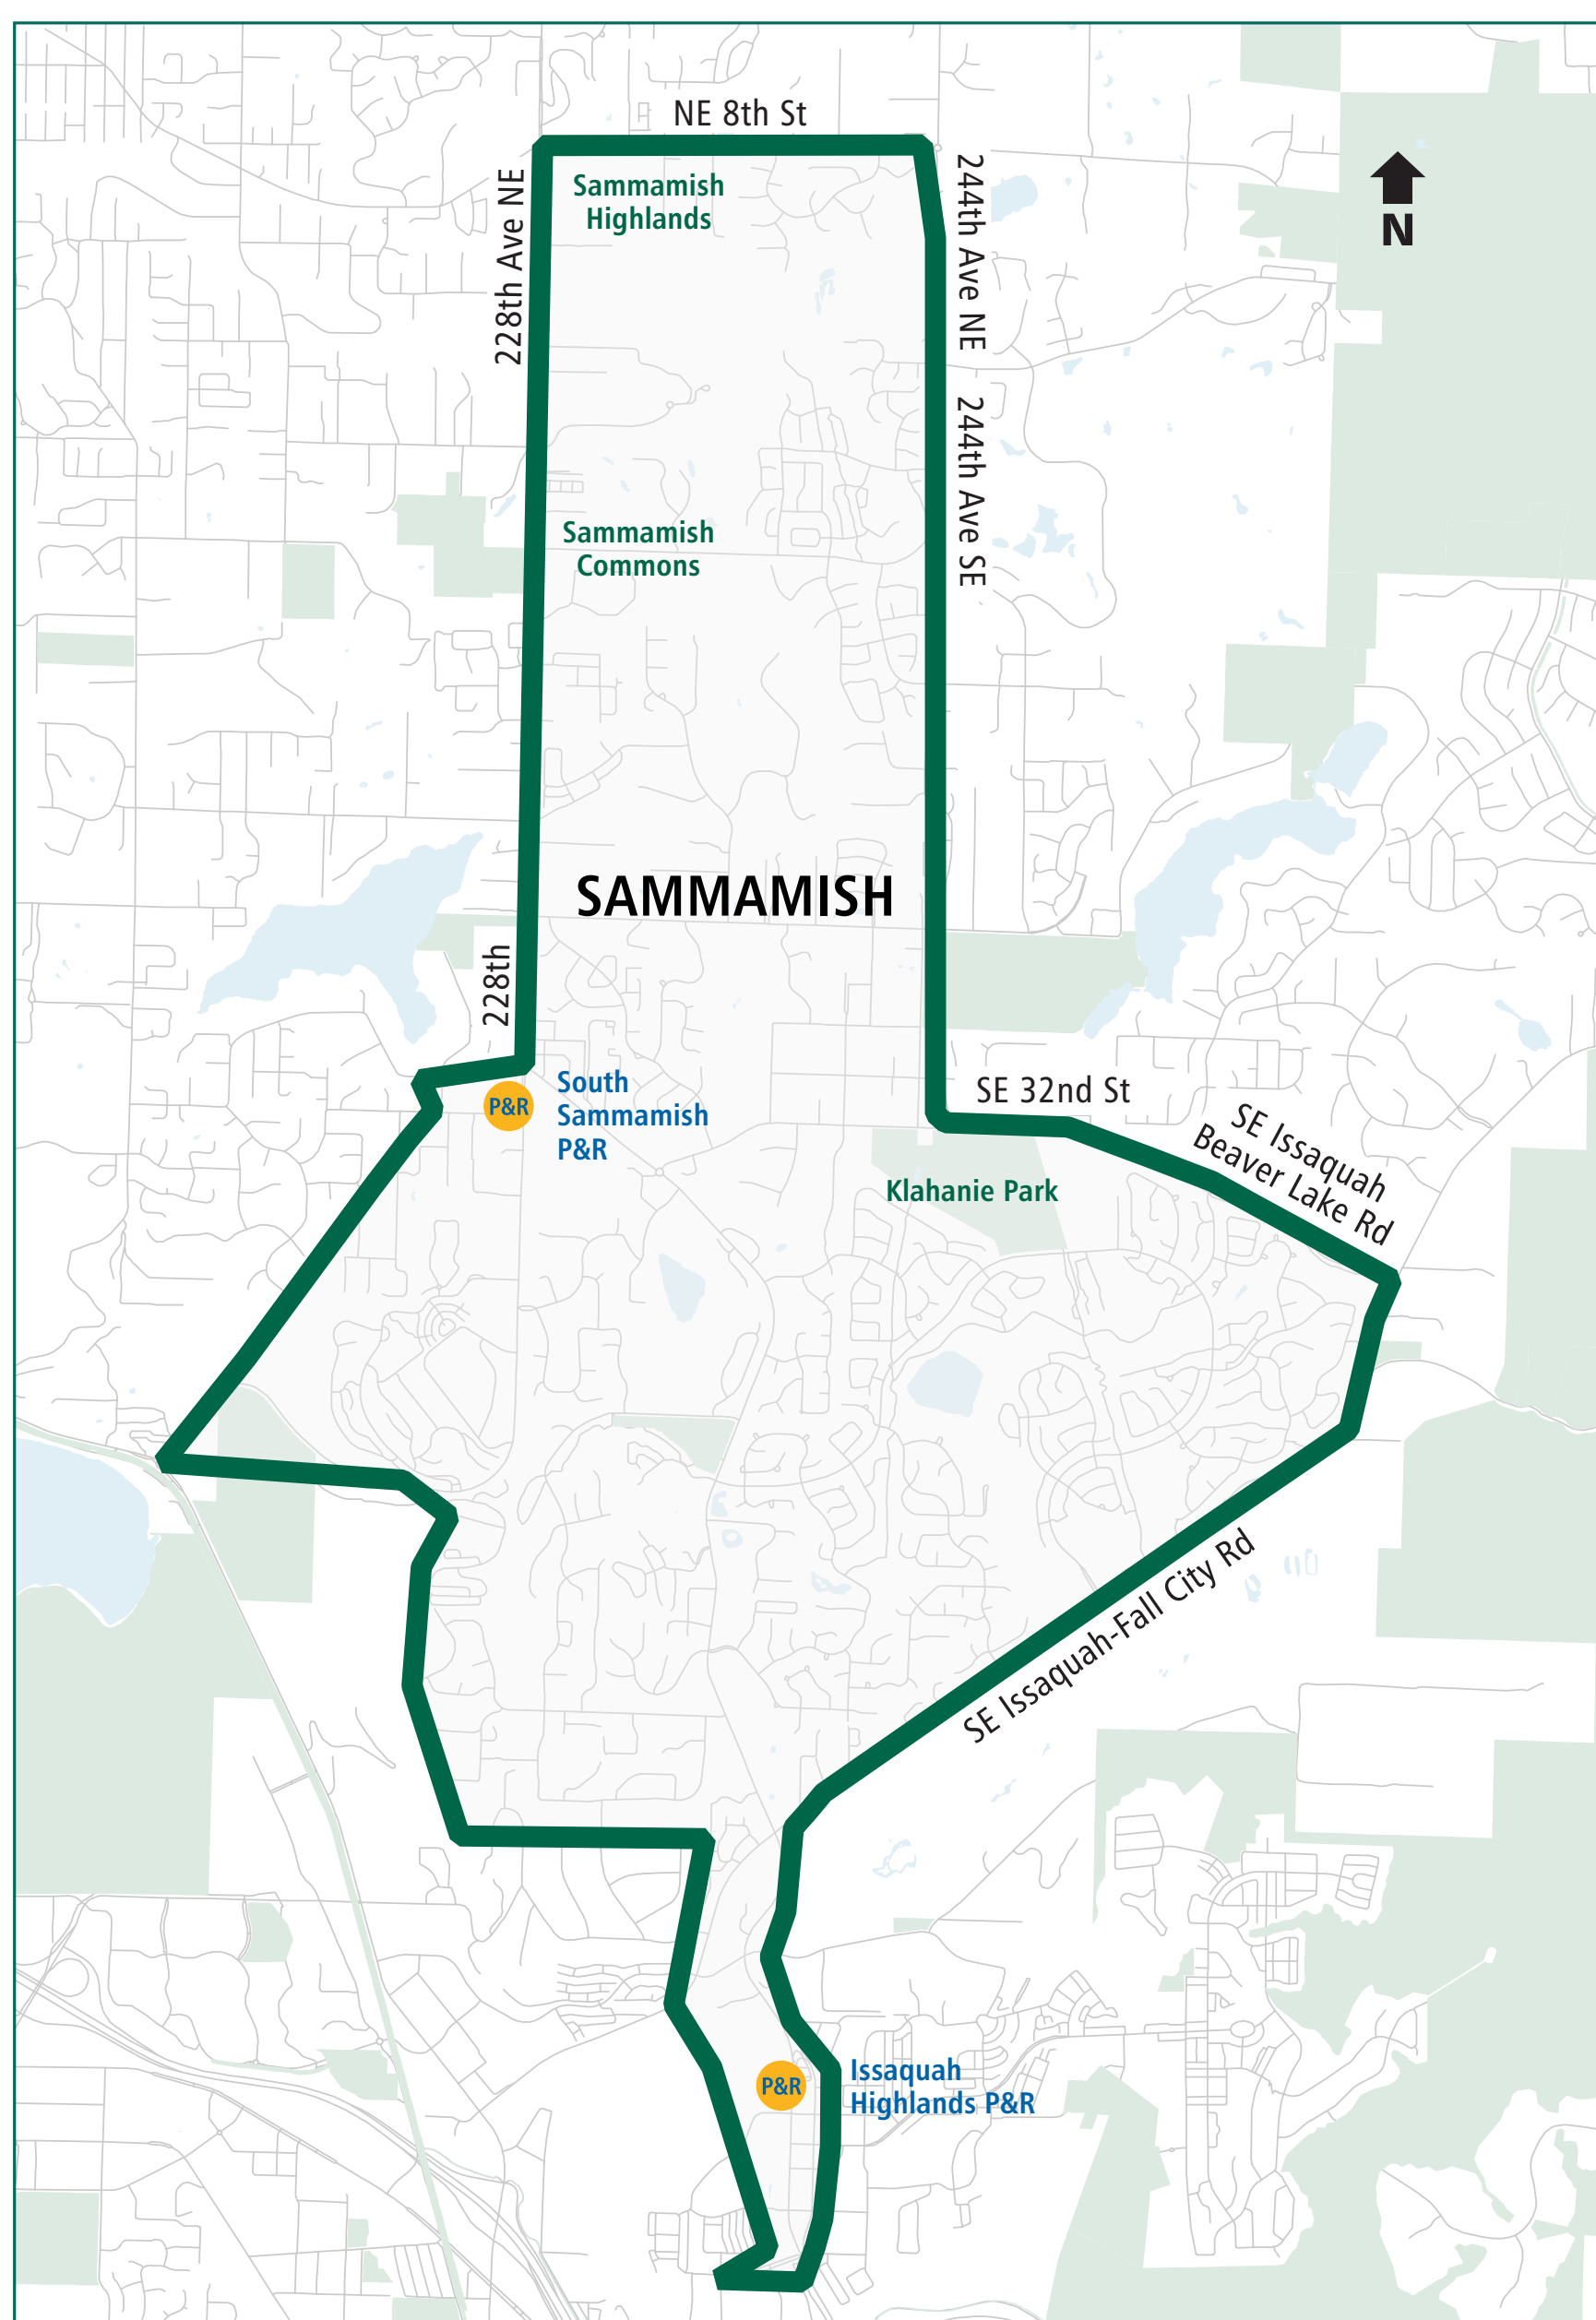 NE 8th St
228th Ave NE
Sammamish
Highlands
244th Ave NE
N
244th Ave SE
Sammamish
Commons
SAMMAMISH
228th
South
Sammamish
P&R
P&R
SE 32nd St
SE Issaquah
Beaver Lake Rd
Klahanie Park
SE Issaquah-Fall City Rd
P&R
Issaquah
Highlands P&R